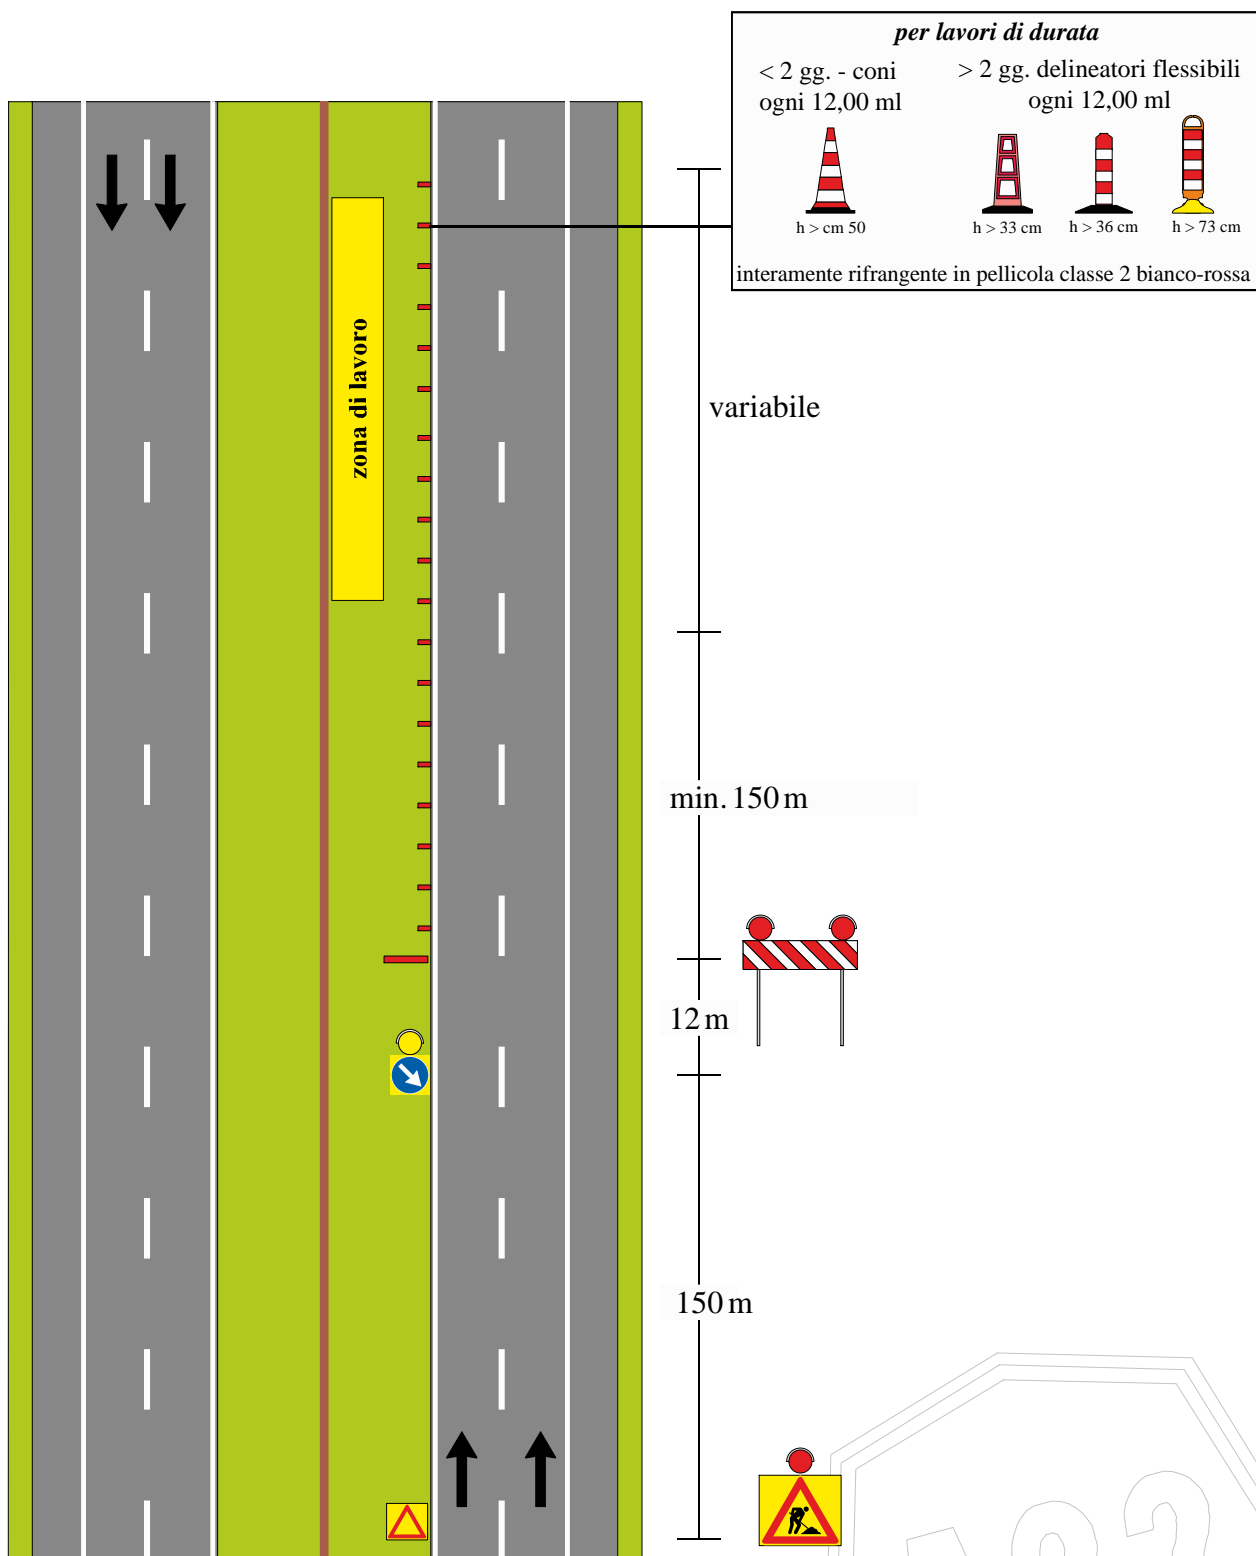 per lavori di durata
< 2 gg. - coni
ogni 12,00 ml
> 2 gg. delineatori flessibili
ogni 12,00 ml
h > cm 50
h > 33 cm
h > 36 cm
h > 73 cm
interamente rifrangente in pellicola classe 2 bianco-rossa
zona di lavoro
variabile
min. 150 m
12 m
150 m